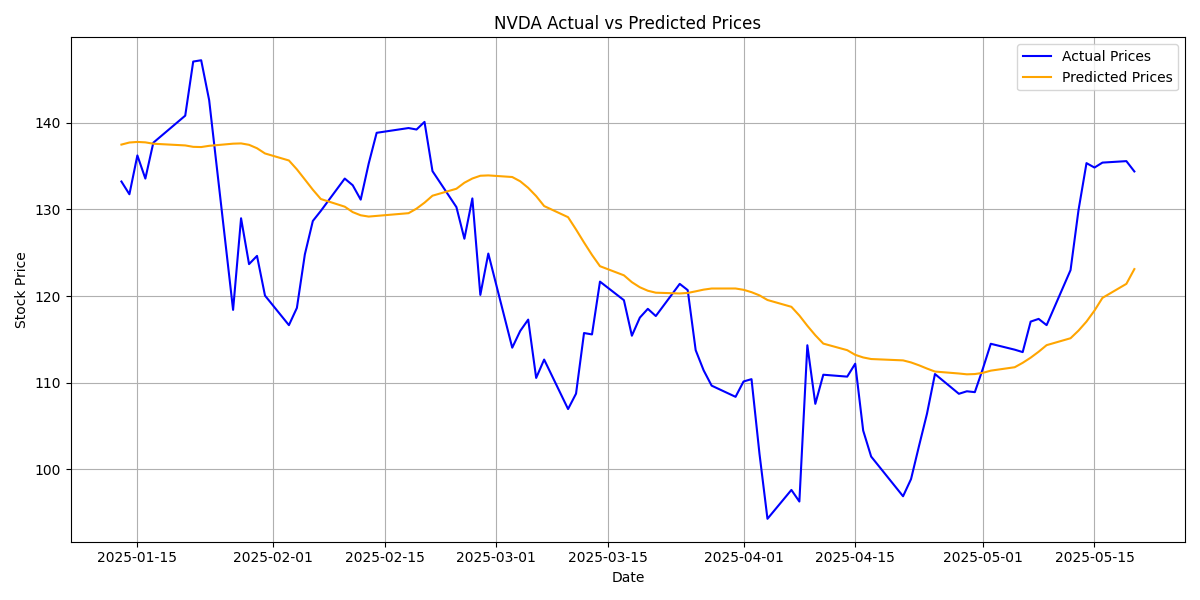 NVDA Actual vs Predicted Prices
Actual Prices
Predicted Prices
Stock Price
140
130
120
110
100
2025-01-15
2025-02-01
2025-02-15
2025-03-01
2025-03-15
2025-04-01
2025-04-15
2025-05-01
2025-05-15
Date